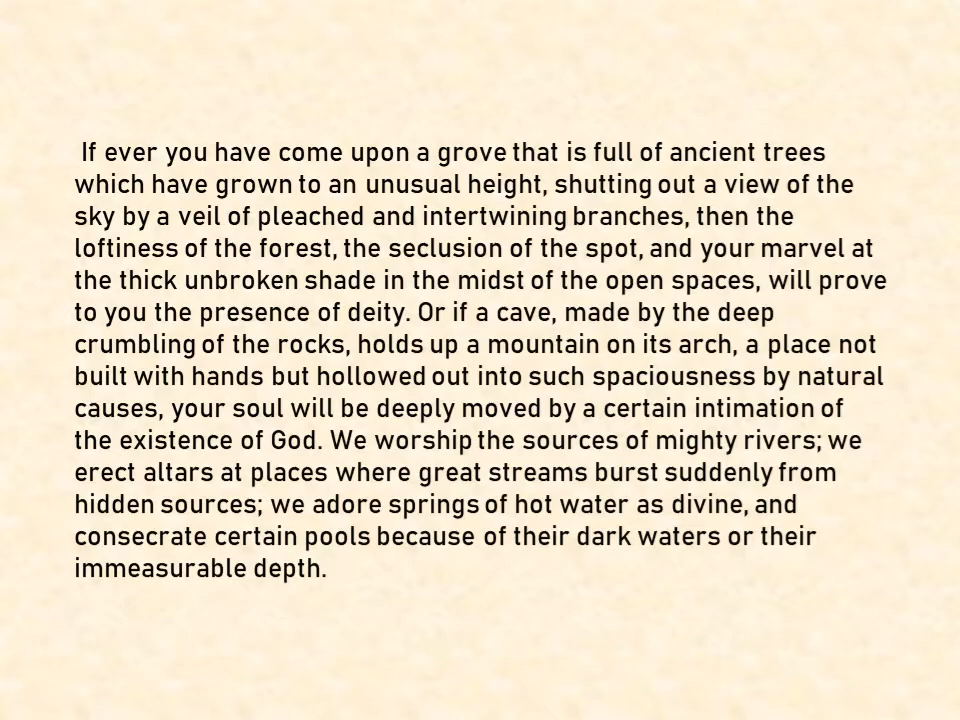 If ever you have come upon a grove that is full of ancient trees
which have grown to an unusual height, shutting out a view of the
sky by a veil of pleached and intertwining branches, then the
loftiness of the forest, the seclusion of the spot, and your marvel at
the thick unbroken shade in the midst of the open spaces, will prove
to you the presence of deity. Or if a cave, made by the deep
crumbling of the rocks, holds up a mountain on its arch, a place not
built with hands but hollowed out into such spaciousness by natural
causes, your soul will be deeply moved by a certain intimation of
the existence of God. We worship the sources of mighty rivers; we
erect altars at places where great streams burst suddenly from
hidden sources; we adore springs of hot water as divine, and
consecrate certain pools because of their dark waters or their
immeasurable depth.